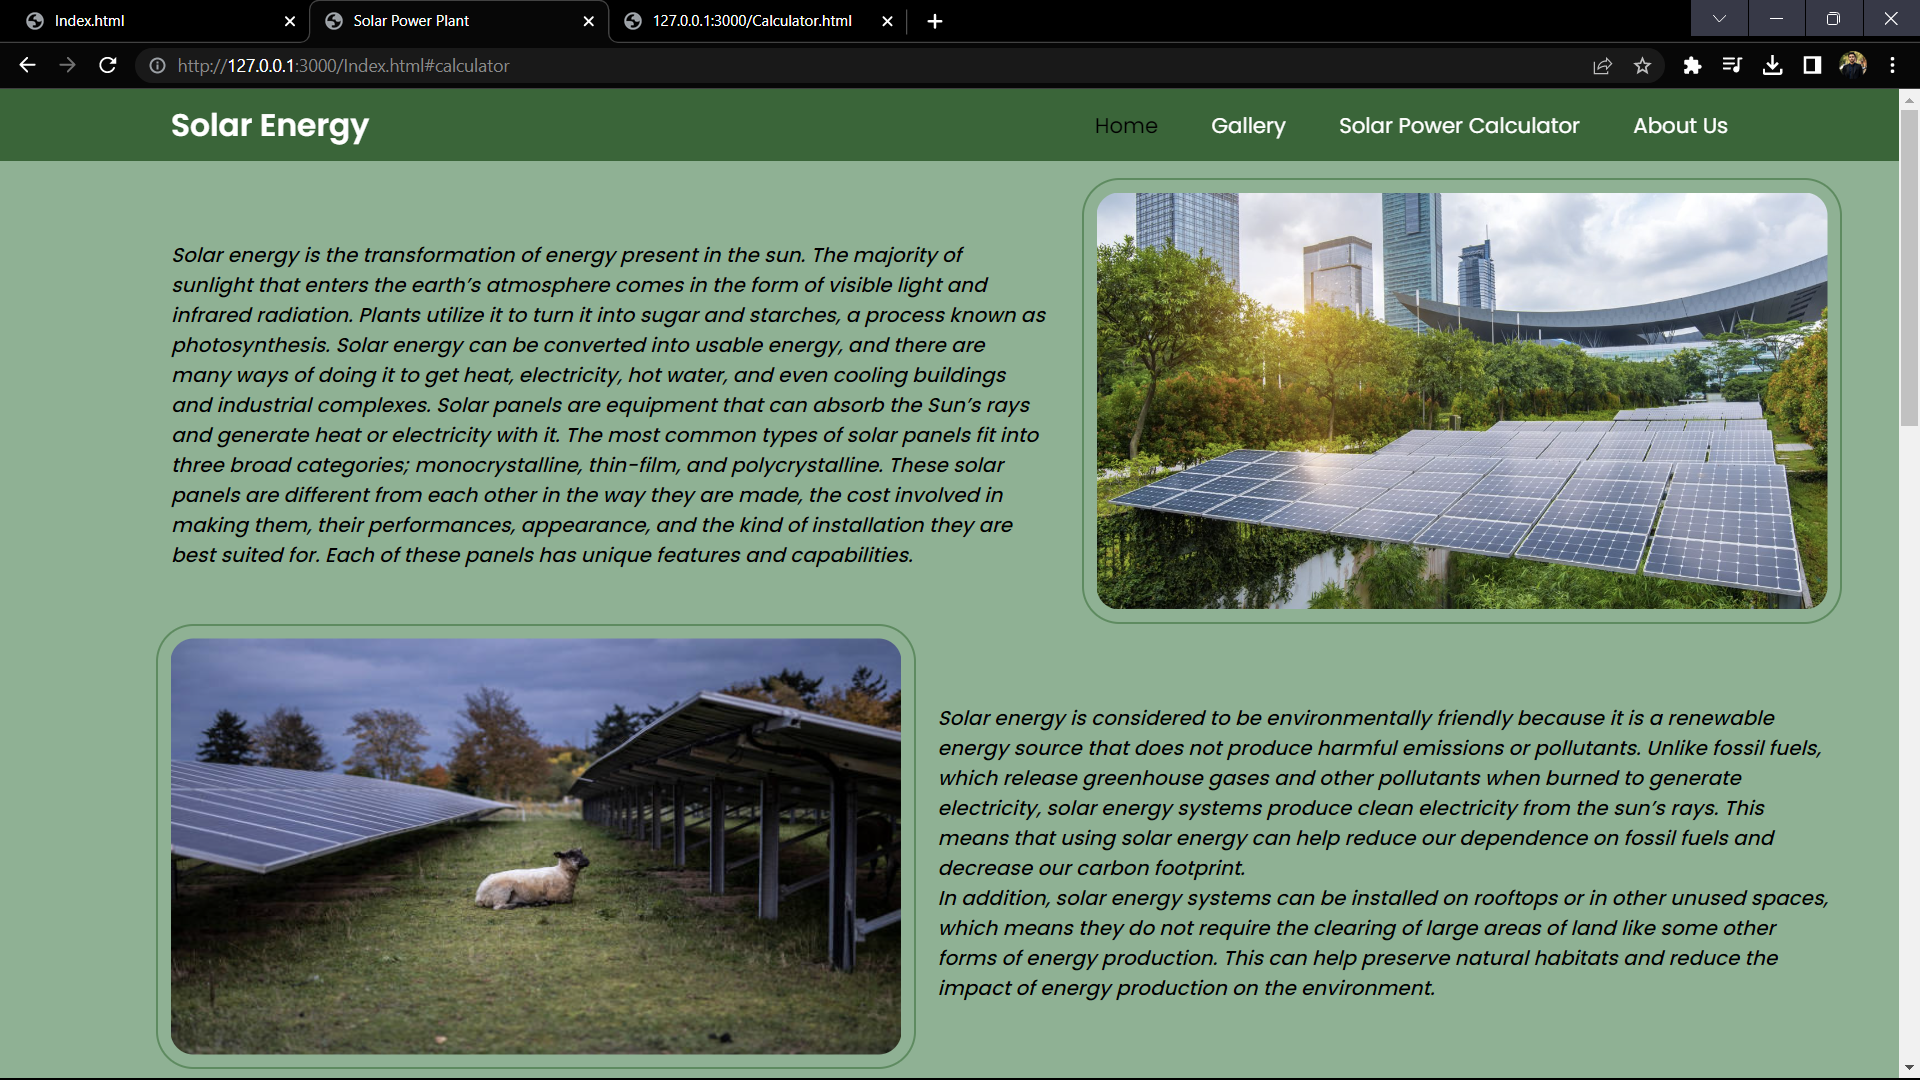 Index.html
Solar Power Plant
127.0.0.1:3000/Calculator.html
http://127.0.0.1:3000/Index.html#calculator
Solar Energy
Home
Gallery
Solar Power Calculator
About Us
Solar energy is the transformation of energy present in the sun. The majority of
sunlight that enters the earth’s atmosphere comes in the form of visible light and
infrared radiation. Plants utilize it to turn it into sugar and starches, a process known as
photosynthesis. Solar energy can be converted into usable energy, and there are
many ways of doing it to get heat, electricity, hot water, and even cooling buildings
and industrial complexes. Solar panels are equipment that can absorb the Sun’s rays
and generate heat or electricity with it. The most common types of solar panels fit into
three broad categories; monocrystalline, thin-film, and polycrystalline. These solar
panels are different from each other in the way they are made, the cost involved in
making them, their performances, appearance, and the kind of installation they are
best suited for. Each of these panels has unique features and capabilities.
Solar energy is considered to be environmentally friendly because it is a renewable
energy source that does not produce harmful emissions or pollutants. Unlike fossil fuels,
which release greenhouse gases and other pollutants when burned to generate
electricity, solar energy systems produce clean electricity from the sun’s rays. This
means that using solar energy can help reduce our dependence on fossil fuels and
decrease our carbon footprint.
In addition, solar energy systems can be installed on rooftops or in other unused spaces,
which means they do not require the clearing of large areas of land like some other
forms of energy production. This can help preserve natural habitats and reduce the
impact of energy production on the environment.